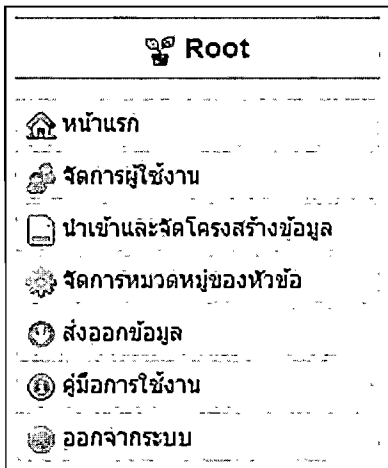 Root
หน้าแรก
จัดการผู้ใช้งาน
นำเข้าและจัดโครงสร้างข้อมูล
จัดการหมวดหมู่ของหัวข้อ
ส่งออกข้อมูล
คู่มือการใช้งาน
ออกจากระบบ